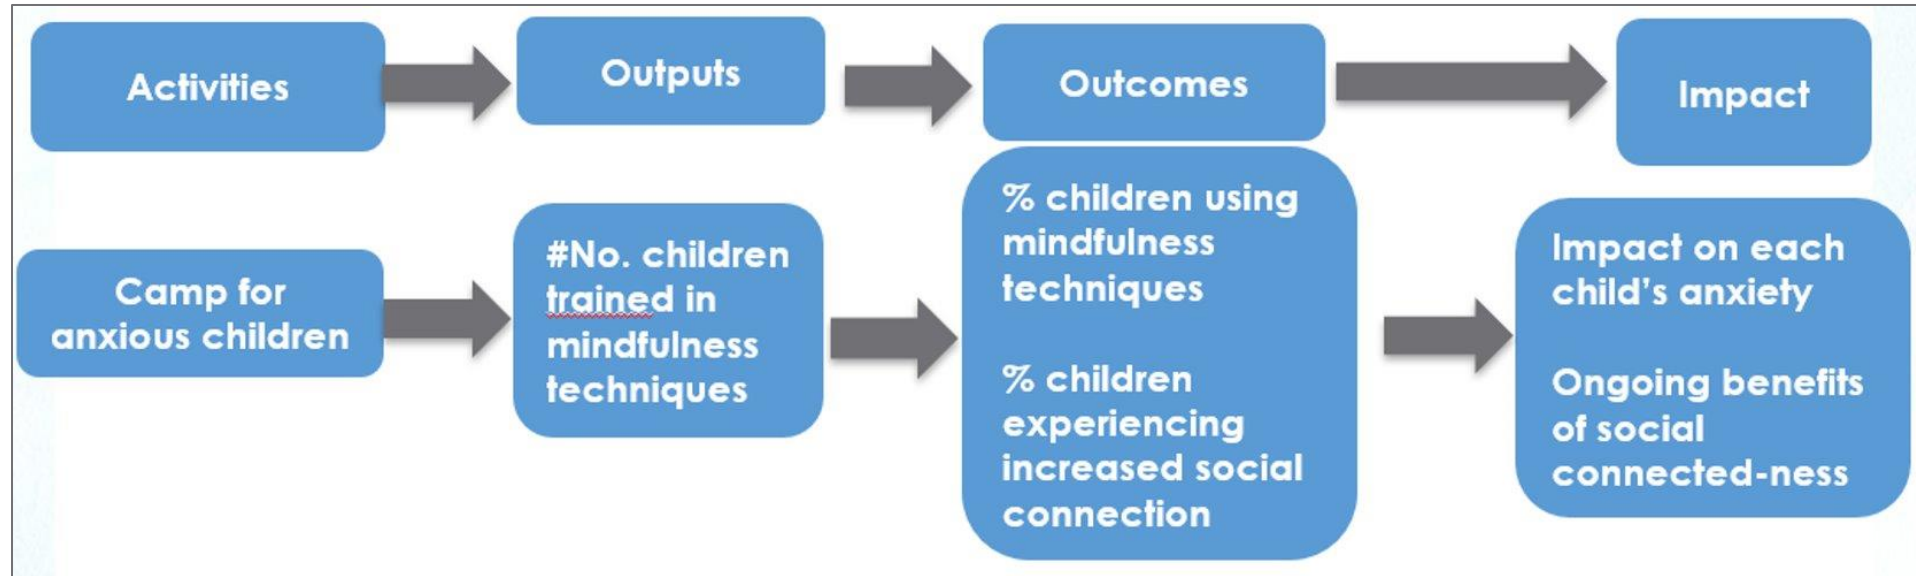 Activities
Outputs
Outcomes
Impact
Camp for
anxious children
#No. children
trained in
mindfulness
techniques
% children using
mindfulness
techniques
% children
experiencing
increased social
connection
Impact on each
child's anxiety
Ongoing benefits
of social
connected-ness